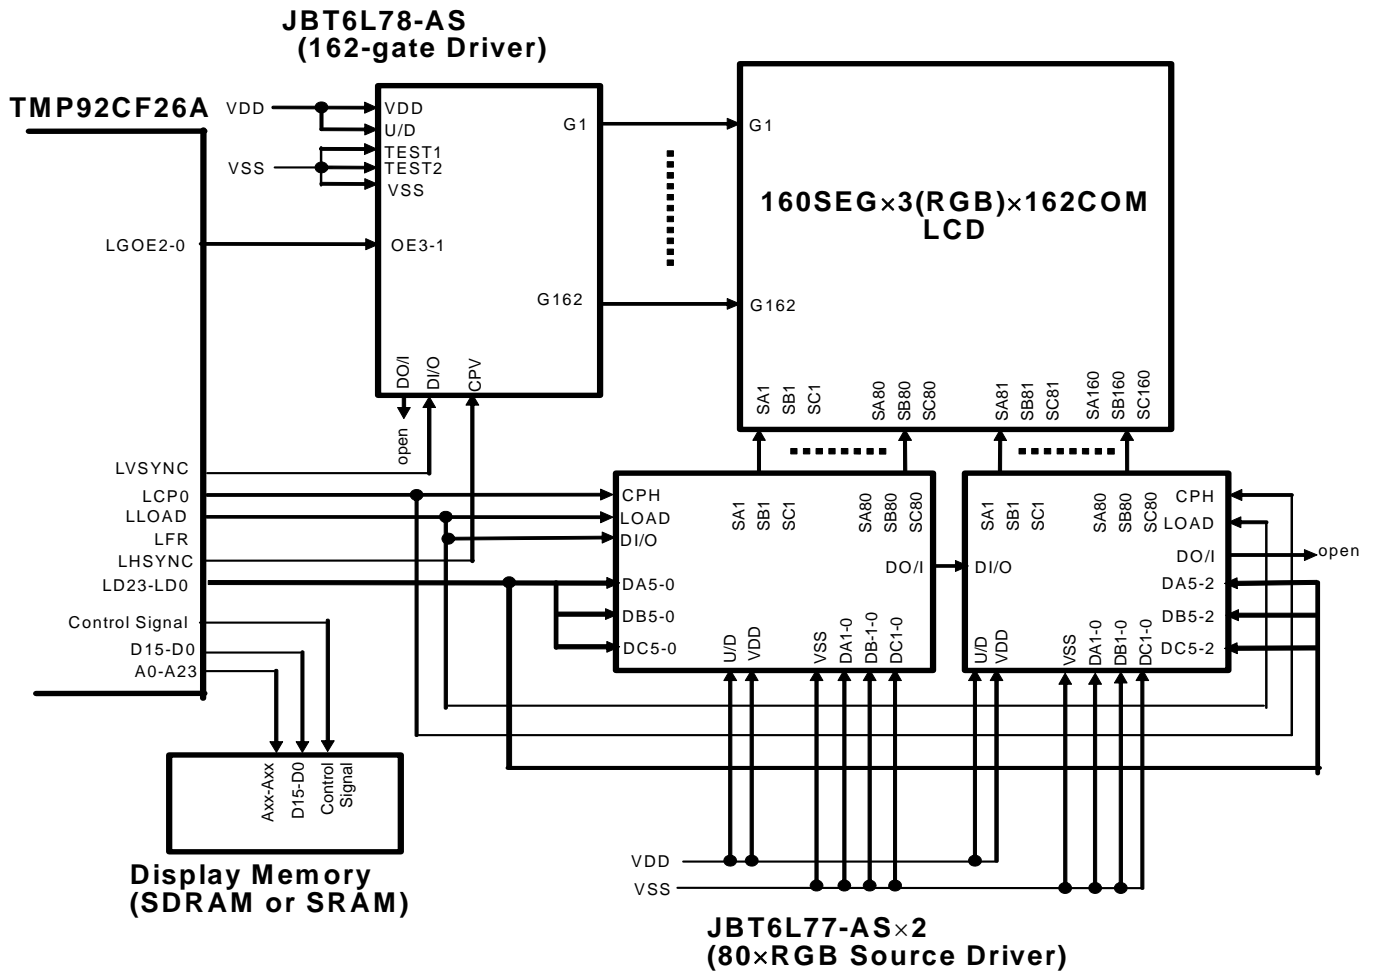 JBT6L78-AS
(162-gate Driver)
TMP92CF26A
VDD
VDD
U/D
TEST1
TEST2
VSS
VSS
G1
G1
160SEG×3(RGB)×162COM
LCD
LGOE2-0
OE3-1
G162
G162
DO/I
DI/O
CPV
open
SA1
SB1
SC1
SA80
SB80
SC80
SA81
SB81
SC81
SA160
SB160
SC160
LVSYNC
LCP0
LLOAD
LFR
LHSYNC
LD23-LD0
Control Signal
D15-D0
A0-A23
CPH
LOAD
DI/O
DA5-0
DB5-0
DC5-0
SA1
SB1
SC1
SA80
SB80
SC80
DO/I
U/D
VDD
VSS
DA1-0
DB-1-0
DC1-0
DI/O
SA1
SB1
SC1
SA80
SB80
SC80
CPH
LOAD
DO/I
open
DA5-2
DB5-2
DC5-2
U/D
VDD
VSS
DA1-0
DB1-0
DC1-0
Axx-Axx
D15-D0
Control
Signal
Display Memory
(SDRAM or SRAM)
VDD
VSS
JBT6L77-AS×2
(80×RGB Source Driver)